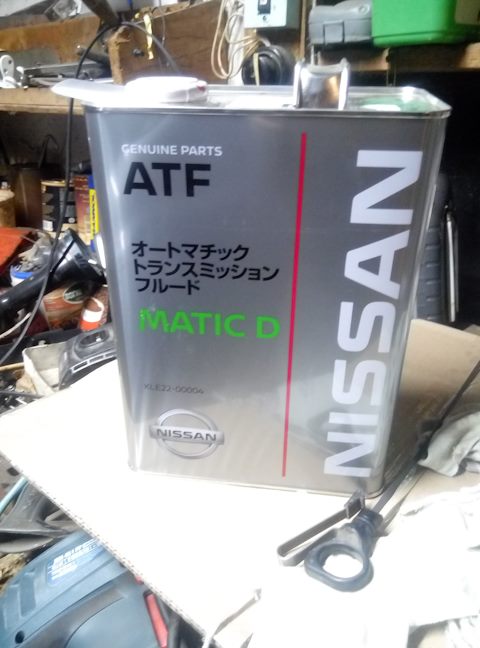 GENUINE PARTS
ATF
オートマチック
トランスミッション
フルード
MATIC D
KLE22-00004
NISSAN
NISSAN